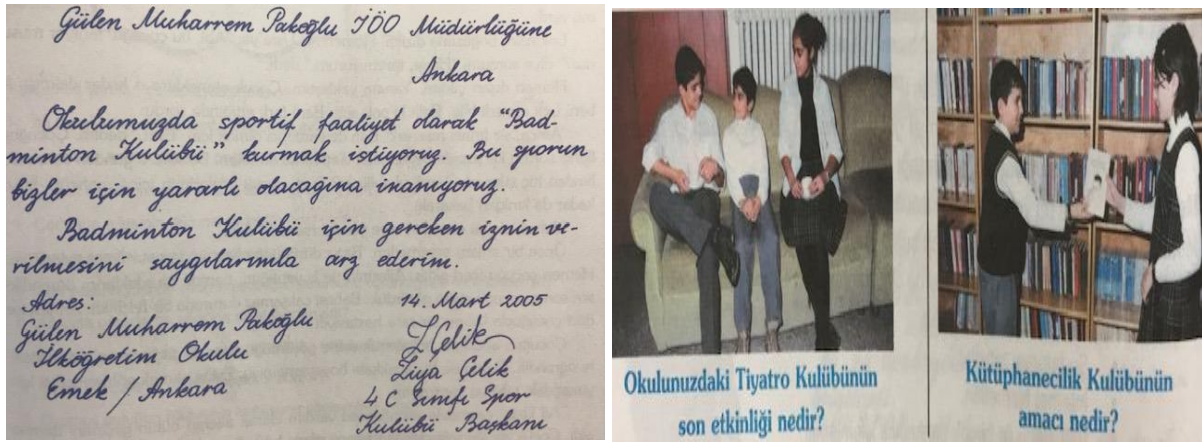 Gülen Muharrem Pakoğlu İÖO Müdürlüğüne
Ankara
Okulumuzda sportif faaliyet olarak "Bad-
minton Kulübü" kurmak istiyoruz. Bu sporun
bizler için yararlı olacağına inanıyoruz.
Badminton Kulübü için gereken iznin ve-
rilmesini saygılarımla arz ederim.
Adres:
Gülen Muharrem Pakoğlu
İlköğretim Okulu
Emek / Ankara
14. Mart 2005
ZÇelik
Ziya Çelik
4 C Sınıfı Spor
Kulübü Başkanı
Okulunuzdaki Tiyatro Kulübünün
son etkinliği nedir?
Kütüphanecilik Kulübünün
amacı nedir?